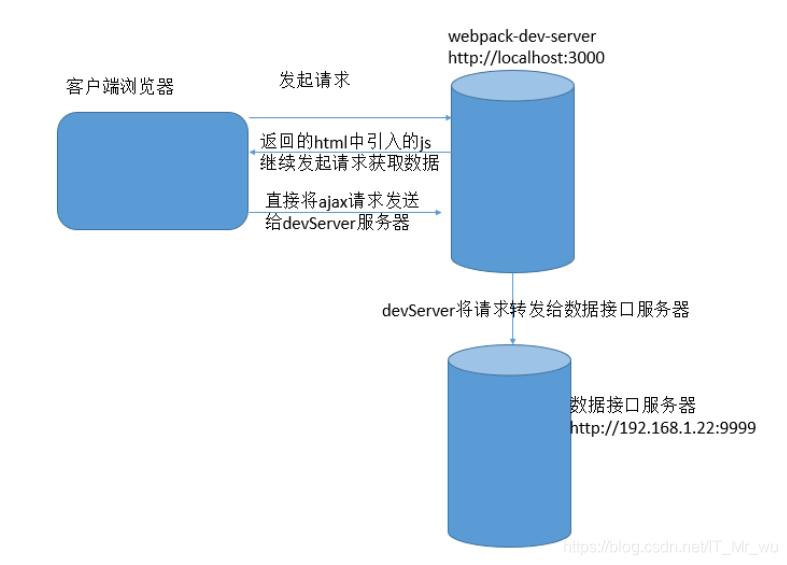 webpack-dev-server
http://localhost:3000
客户端浏览器
发起请求
返回的html中引入的js
继续发起请求获取数据
直接将ajax请求发送
给devServer服务器
devServer将请求转发给数据接口服务器
数据接口服务器
http://192.168.1.22:9999
https://blog.csdn.net/IT_Mr_wu